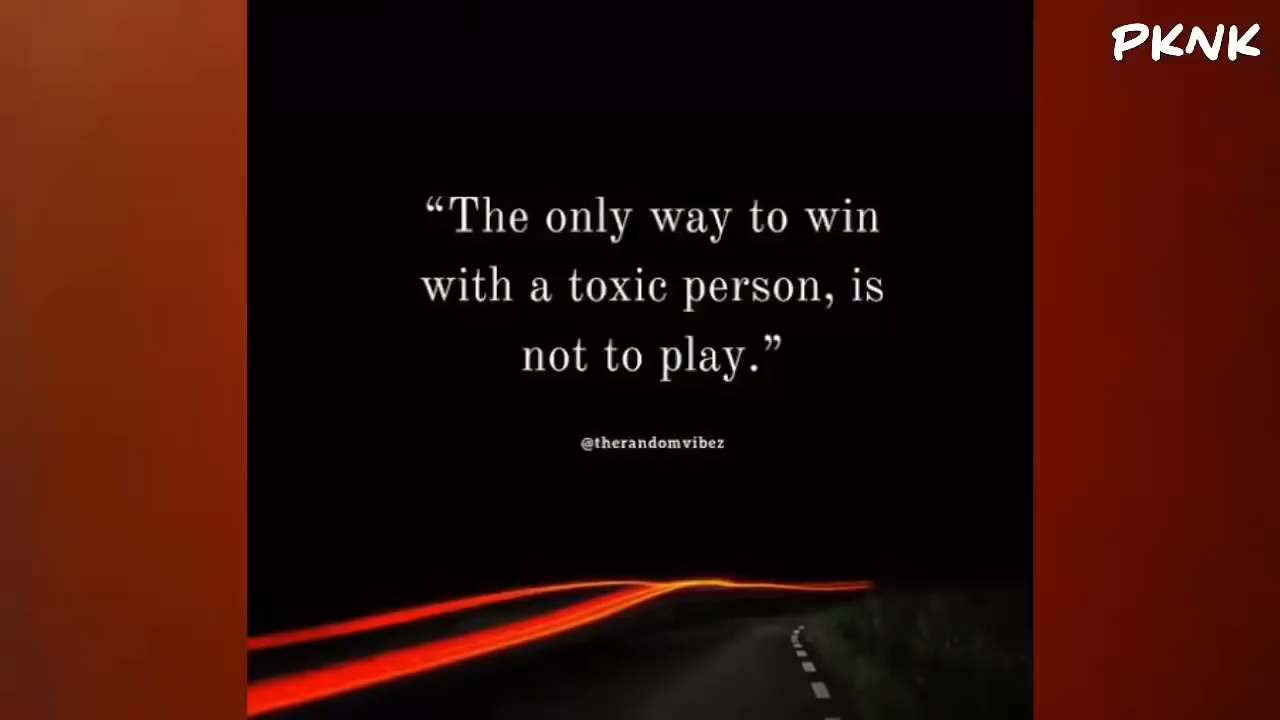 PKNK
“The only way to win
with a toxic person, is
not to play.”
@therandomvibez